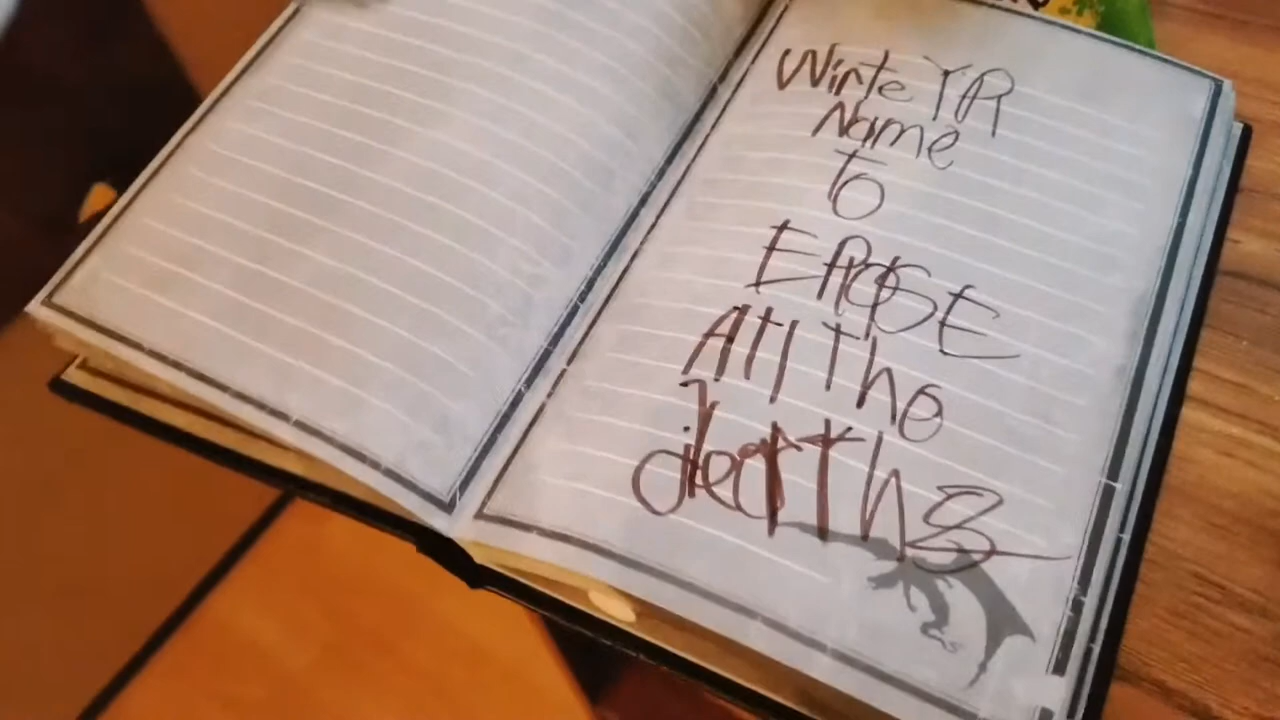 Write YR
Name
To
ERASE
All The
deaths